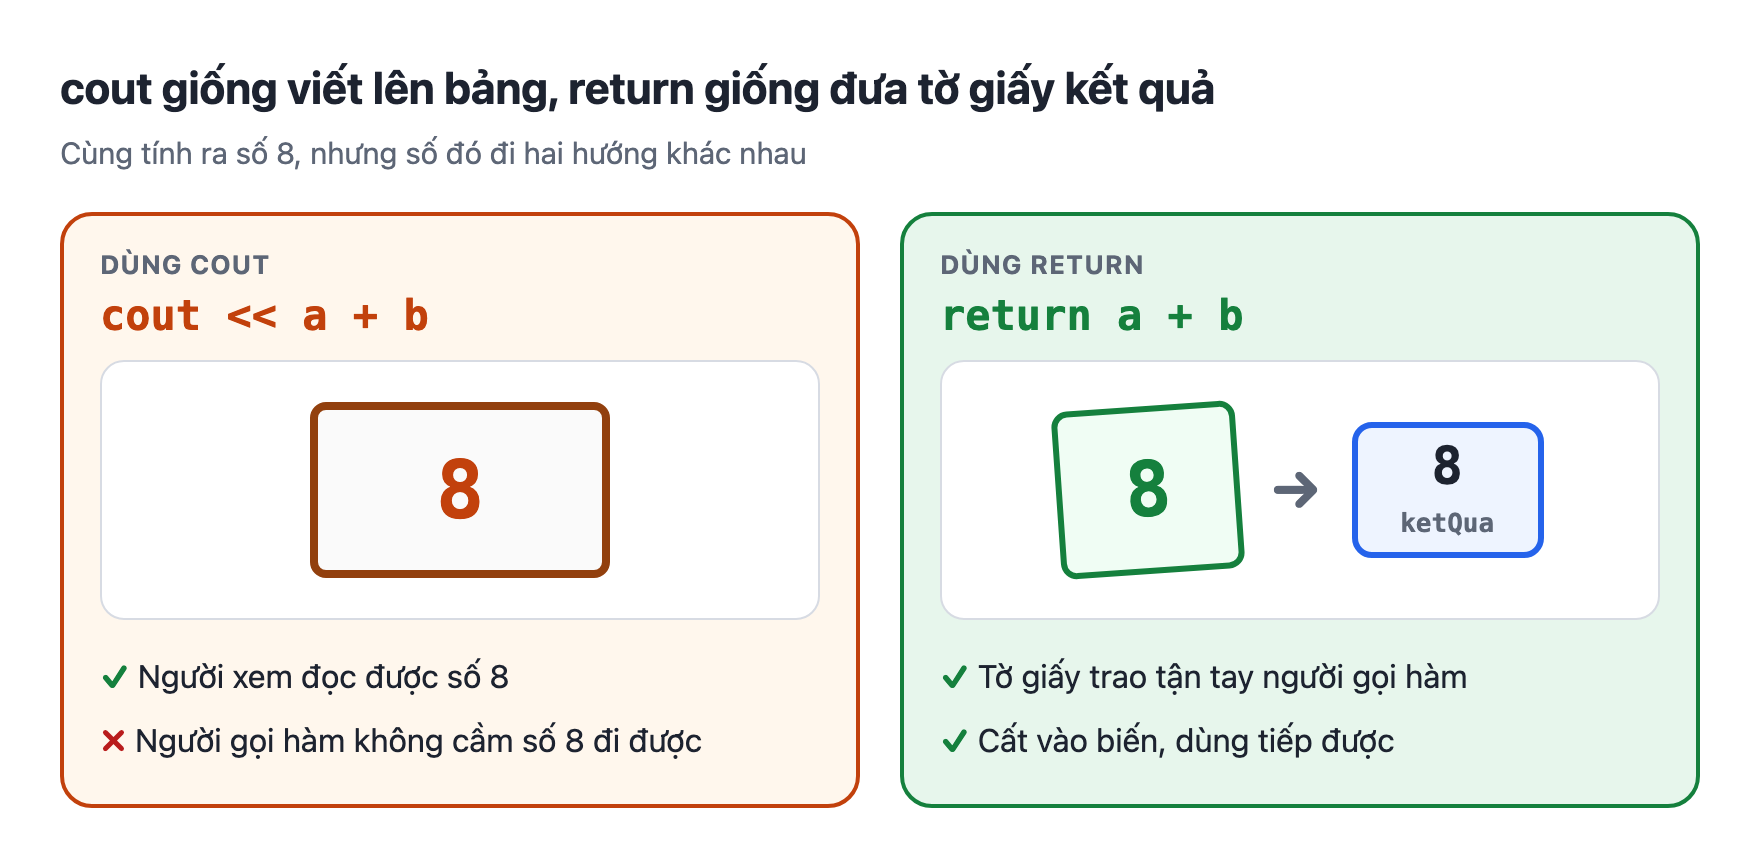 cout giống viết lên bảng, return giống đưa tờ giấy kết quả
Cùng tính ra số 8, nhưng số đó đi hai hướng khác nhau
DÙNG COUT
cout << a + b
8
✓ Người xem đọc được số 8
✗ Người gọi hàm không cầm số 8 đi được
DÙNG RETURN
return a + b
8 → 8
ketQua
✓ Tờ giấy trao tận tay người gọi hàm
✓ Cất vào biến, dùng tiếp được